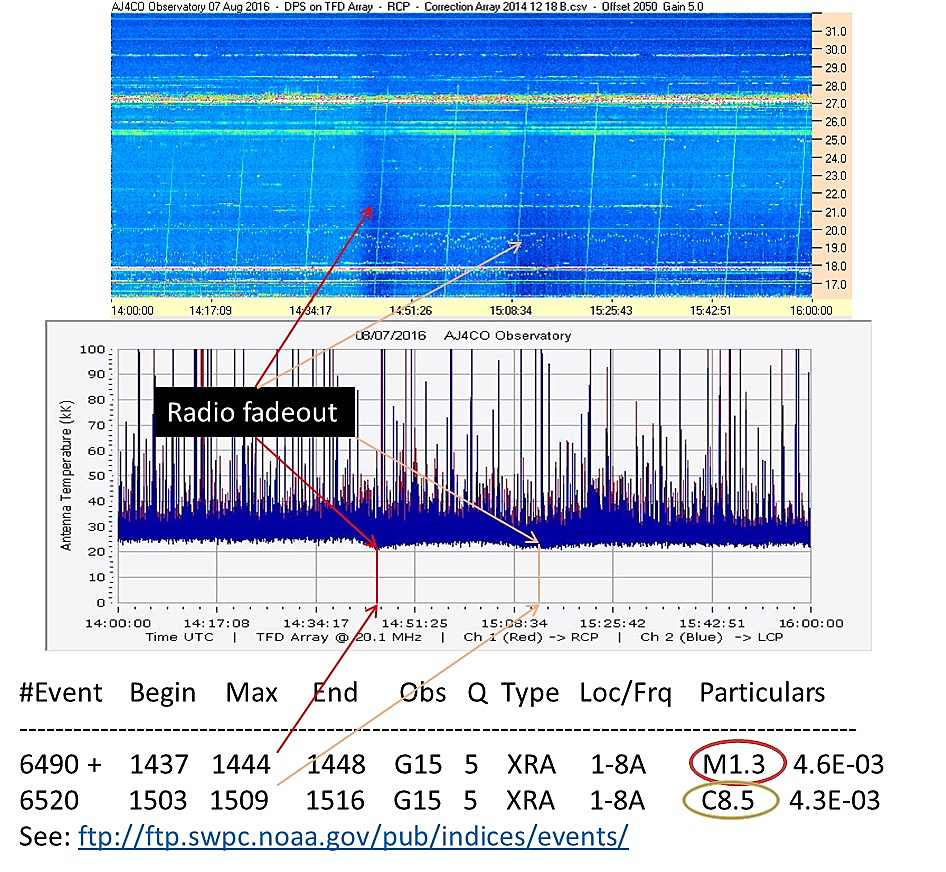 AJ4CO Observatory 07 Aug 2016 - DPS on TFD Array - RCP - Correction Array 2014 12 18 B.csv - Offset 2050 Gain 5.0
31.0
30.0
29.0
28.0
27.0
26.0
25.0
24.0
23.0
22.0
21.0
20.0
19.0
18.0
17.0
14:00:00 14:17:09 14:34:17 14:51:26 15:08:34 15:25:43 15:42:51 16:00:00
08/07/2016 AJ4CO Observatory
Antenna Temperature (kK)
100
90
80
70
60
50
40
30
20
10
0
Radio fadeout
14:00:00 14:17:08 14:34:17 14:51:25 15:08:34 15:25:42 15:42:51 16:00:00
Time UTC | TFD Array @ 20.1 MHz | Ch 1 (Red) -> RCP | Ch 2 (Blue) -> LCP
#Event Begin Max End Obs Q Type Loc/Frq Particulars
--------------------------------------------------------------------------------
6490 + 1437 1444 1448 G15 5 XRA 1-8A M1.3 4.6E-03
6520 1503 1509 1516 G15 5 XRA 1-8A C8.5 4.3E-03
See: ftp://ftp.swpc.noaa.gov/pub/indices/events/